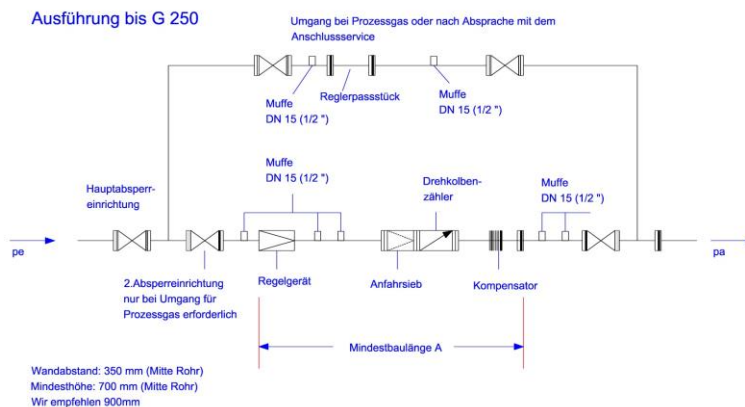 Ausführung bis G 250
Umgang bei Prozessgas oder nach Absprache mit dem
Anschlussservice
Muffe
DN 15 (1/2 ")
Reglerpassstück
Muffe
DN 15 (1/2 ")
Hauptabsperr-
einrichtung
Muffe
DN 15 (1/2 ")
Drehkolben-
zähler
Muffe
DN 15 (1/2 ")
pe
pa
2.Absperreinrichtung
nur bei Umgang für
Prozessgas erforderlich
Regelgerät
Anfahrsieb
Kompensator
Mindestbaulänge A
Wandabstand: 350 mm (Mitte Rohr)
Mindesthöhe: 700 mm (Mitte Rohr)
Wir empfehlen 900mm